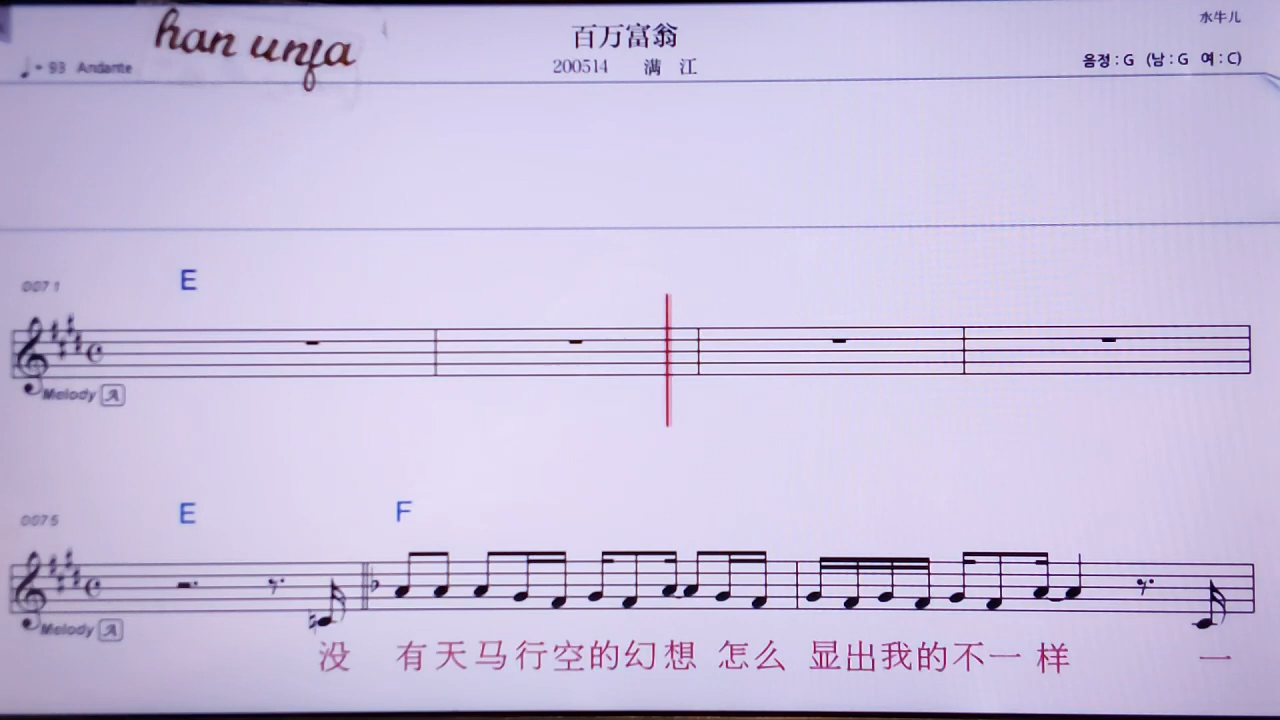 han unfa
百万富翁
水牛儿
♩= 93 Andante
200514 满 江
음정 : G (남 : G 여 : C)
0071
E
Melody A
0075
E F
Melody A
没 有天马行空的幻想 怎么 显出我的不一 样 一